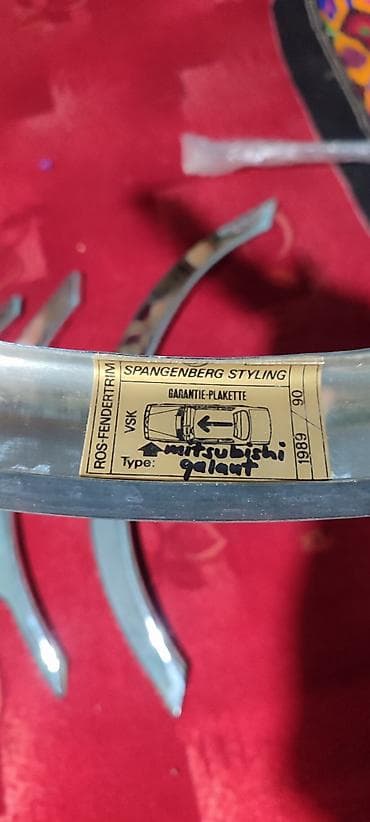 ROS-FENDERTRIM
SPANGENBERG STYLING
GARANTIE-PLAKETTE
VSK
Type: mitsubishi
galant
1989 90